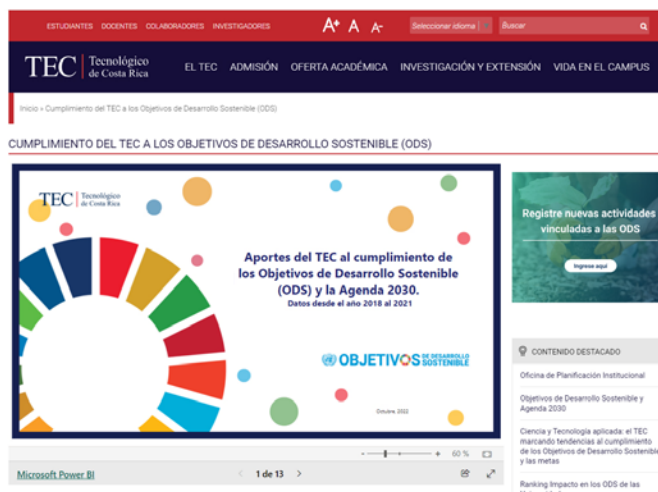 ESTUDIANTES DOCENTES COLABORADORES INVESTIGADORES A+ A A- Seleccionar idioma Buscar
TEC Tecnológico de Costa Rica
EL TEC ADMISIÓN OFERTA ACADÉMICA INVESTIGACIÓN Y EXTENSIÓN VIDA EN EL CAMPUS
Inicio » Cumplimiento del TEC a los Objetivos de Desarrollo Sostenible (ODS)
CUMPLIMIENTO DEL TEC A LOS OBJETIVOS DE DESARROLLO SOSTENIBLE (ODS)
TEC Tecnológico de Costa Rica
Aportes del TEC al cumplimiento de
los Objetivos de Desarrollo Sostenible
(ODS) y la Agenda 2030.
Datos desde el año 2018 al 2021
OBJETIVOS DE DESARROLLO SOSTENIBLE
Octubre, 2022
60 %
Microsoft Power BI
1 de 13
Registre nuevas actividades
vinculadas a las ODS
Ingrese aquí
CONTENIDO DESTACADO
Oficina de Planificación Institucional
Objetivos de Desarrollo Sostenible y
Agenda 2030
Ciencia y Tecnología aplicada: el TEC
marcando tendencias al cumplimiento
de los Objetivos de Desarrollo Sostenible
y las metas
Ranking Impacto en los ODS de las